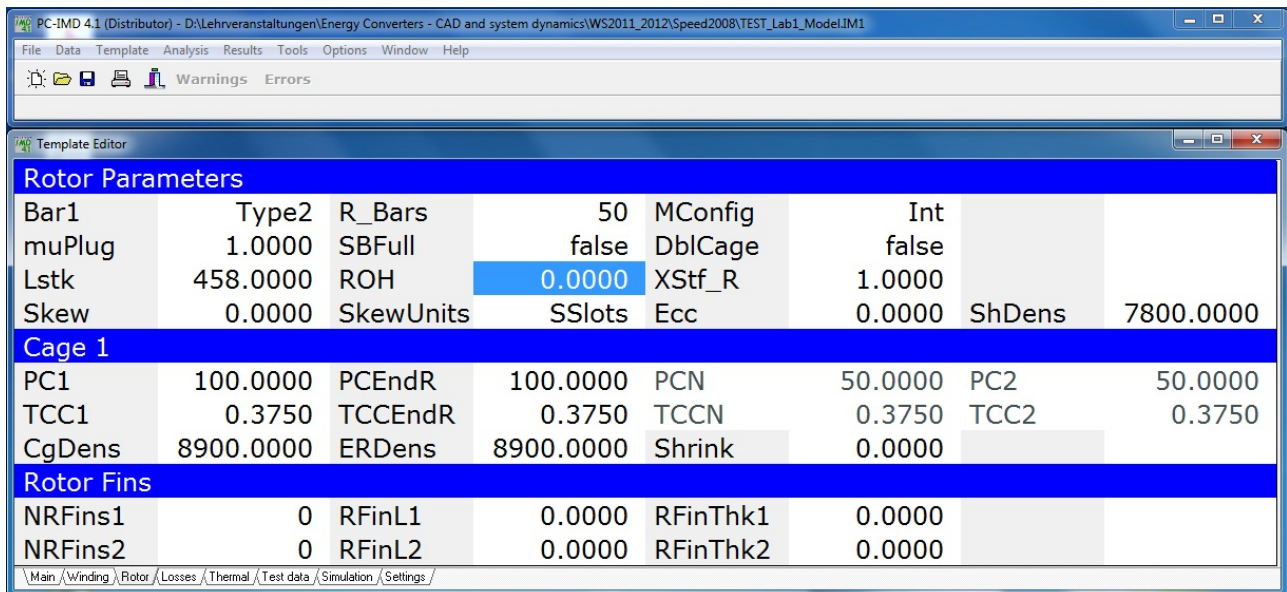 PC-IMD 4.1 (Distributor) - D:\Lehrveranstaltungen\Energy Converters - CAD and system dynamics\WS2011_2012\Speed2008\TEST_Lab1_Model.IM1
File Data Template Analysis Results Tools Options Window Help
Warnings Errors
Template Editor
Rotor Parameters
Bar1 Type2 R_Bars 50 MConfig Int
muPlug 1.0000 SBFull false DblCage false
Lstk 458.0000 ROH 0.0000 XStf_R 1.0000
Skew 0.0000 SkewUnits SSlots Ecc 0.0000 ShDens 7800.0000
Cage 1
PC1 100.0000 PCEndR 100.0000 PCN 50.0000 PC2 50.0000
TCC1 0.3750 TCCEndR 0.3750 TCCN 0.3750 TCC2 0.3750
CgDens 8900.0000 ERDens 8900.0000 Shrink 0.0000
Rotor Fins
NRFins1 0 RFinL1 0.0000 RFinThk1 0.0000
NRFins2 0 RFinL2 0.0000 RFinThk2 0.0000
Main Winding Rotor Losses Thermal Test data Simulation Settings